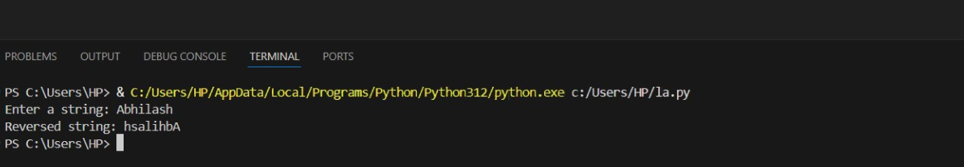 PROBLEMS OUTPUT DEBUG CONSOLE TERMINAL PORTS
PS C:\Users\HP> & C:/Users/HP/AppData/Local/Programs/Python/Python312/python.exe c:/Users/HP/la.py
Enter a string: Abhilash
Reversed string: hsalihbA
PS C:\Users\HP>